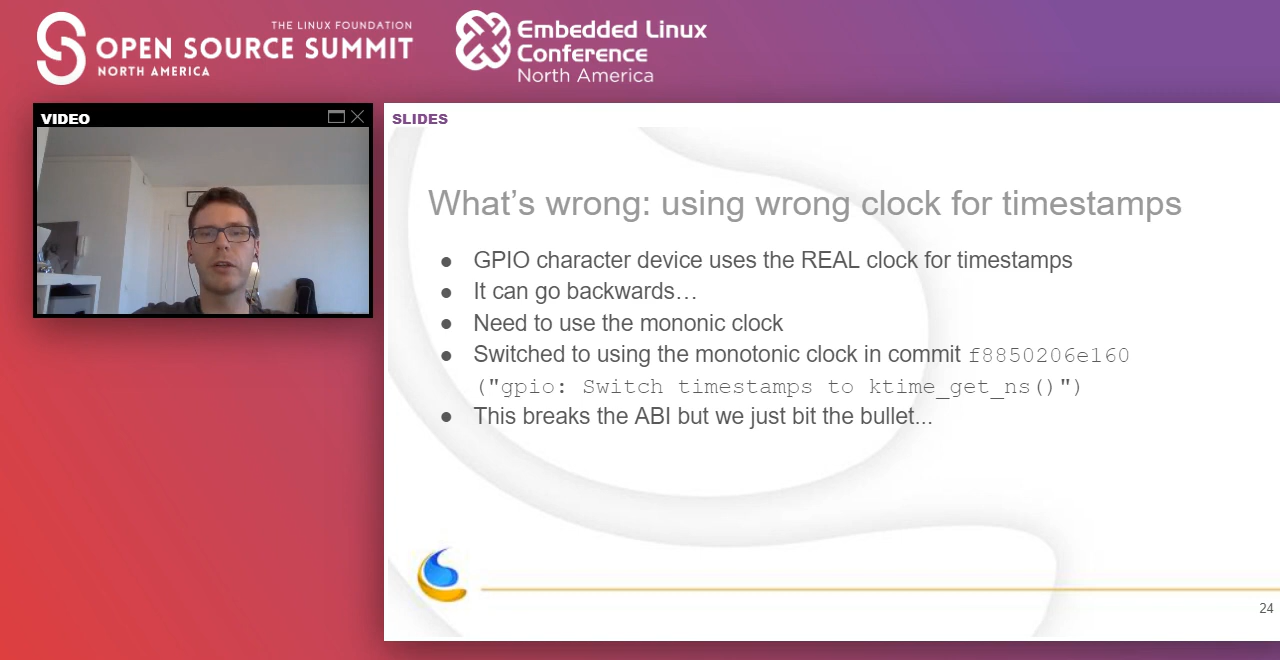 THE LINUX FOUNDATION
OPEN SOURCE SUMMIT
NORTH AMERICA
Embedded Linux
Conference
North America
VIDEO
SLIDES
What’s wrong: using wrong clock for timestamps
● GPIO character device uses the REAL clock for timestamps
● It can go backwards…
● Need to use the mononic clock
● Switched to using the monotonic clock in commit f8850206e160
("gpio: Switch timestamps to ktime_get_ns()")
● This breaks the ABI but we just bit the bullet...
24